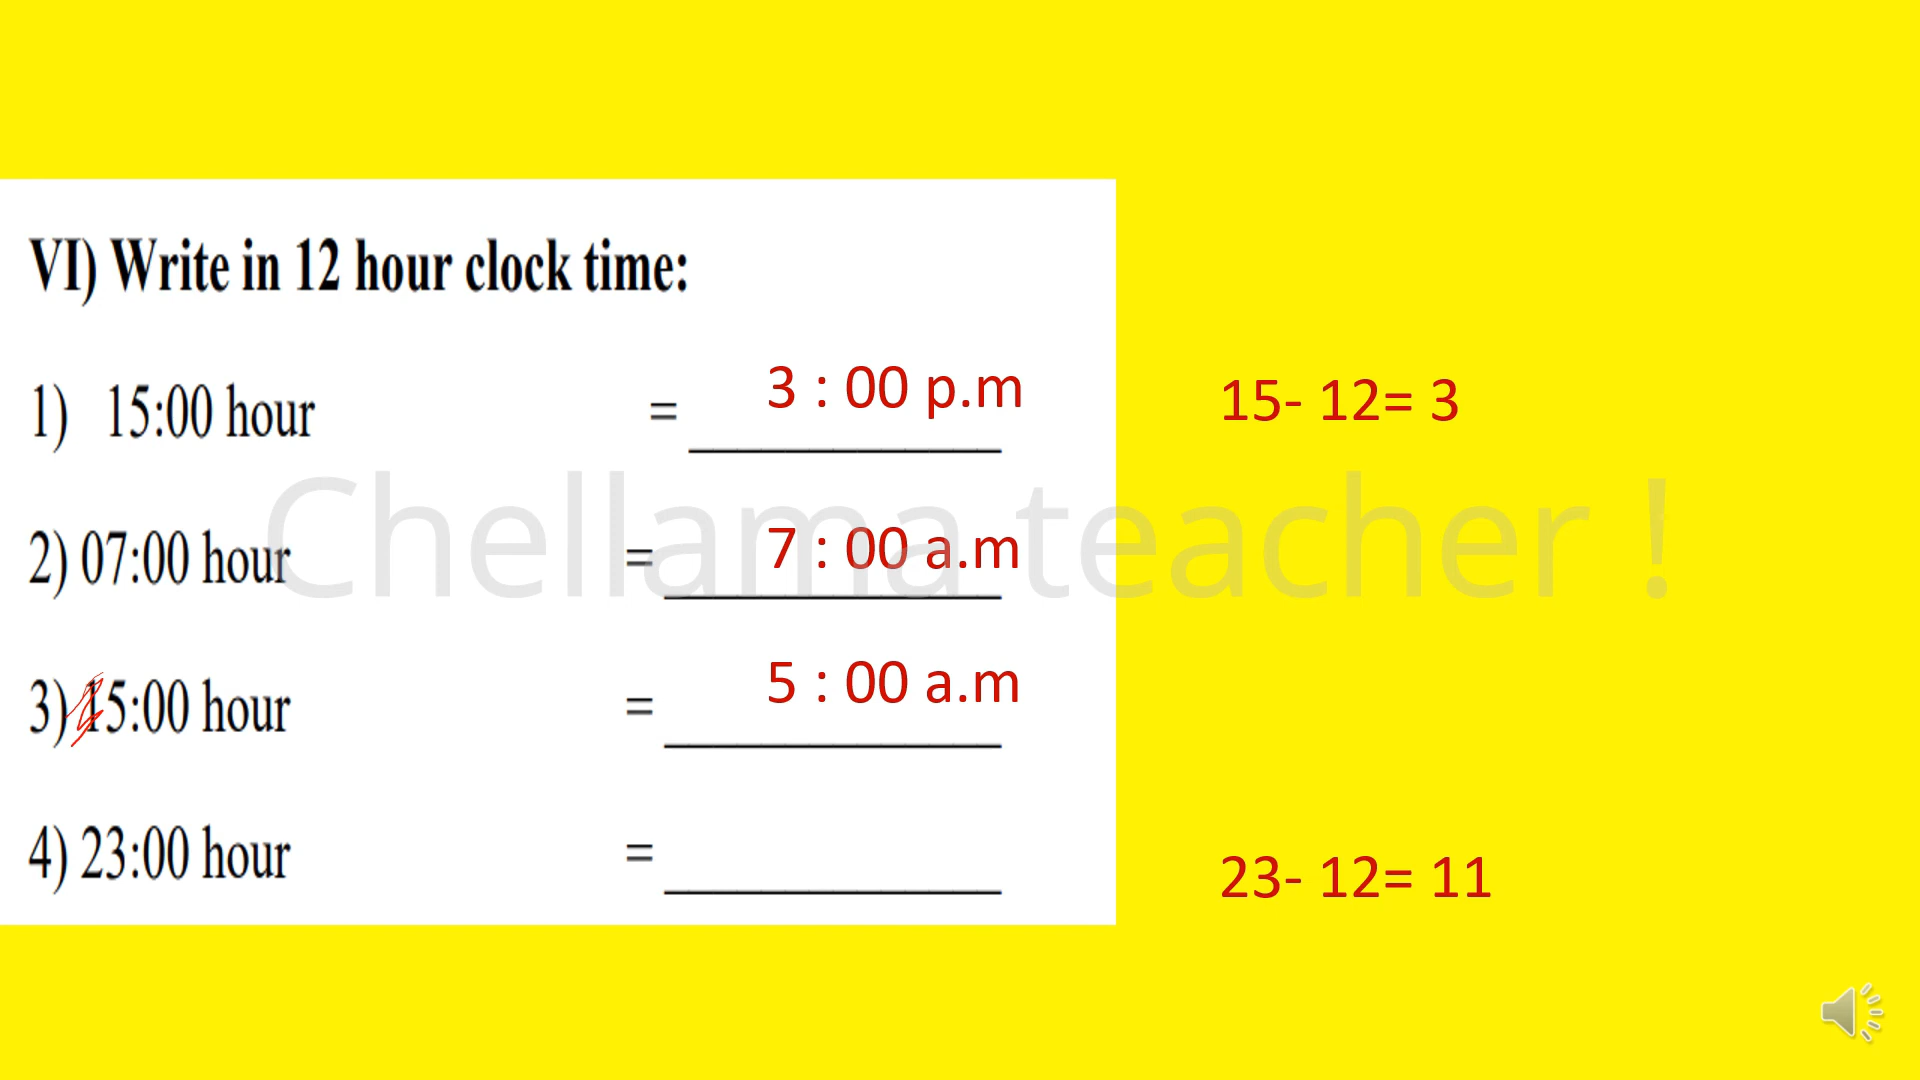 VI) Write in 12 hour clock time:
1) 15:00 hour = 3 : 00 p.m 15- 12= 3
Chellama teacher !
2) 07:00 hour = 7 : 00 a.m
3) 15:00 hour = 5 : 00 a.m
4) 23:00 hour = ____________ 23- 12= 11